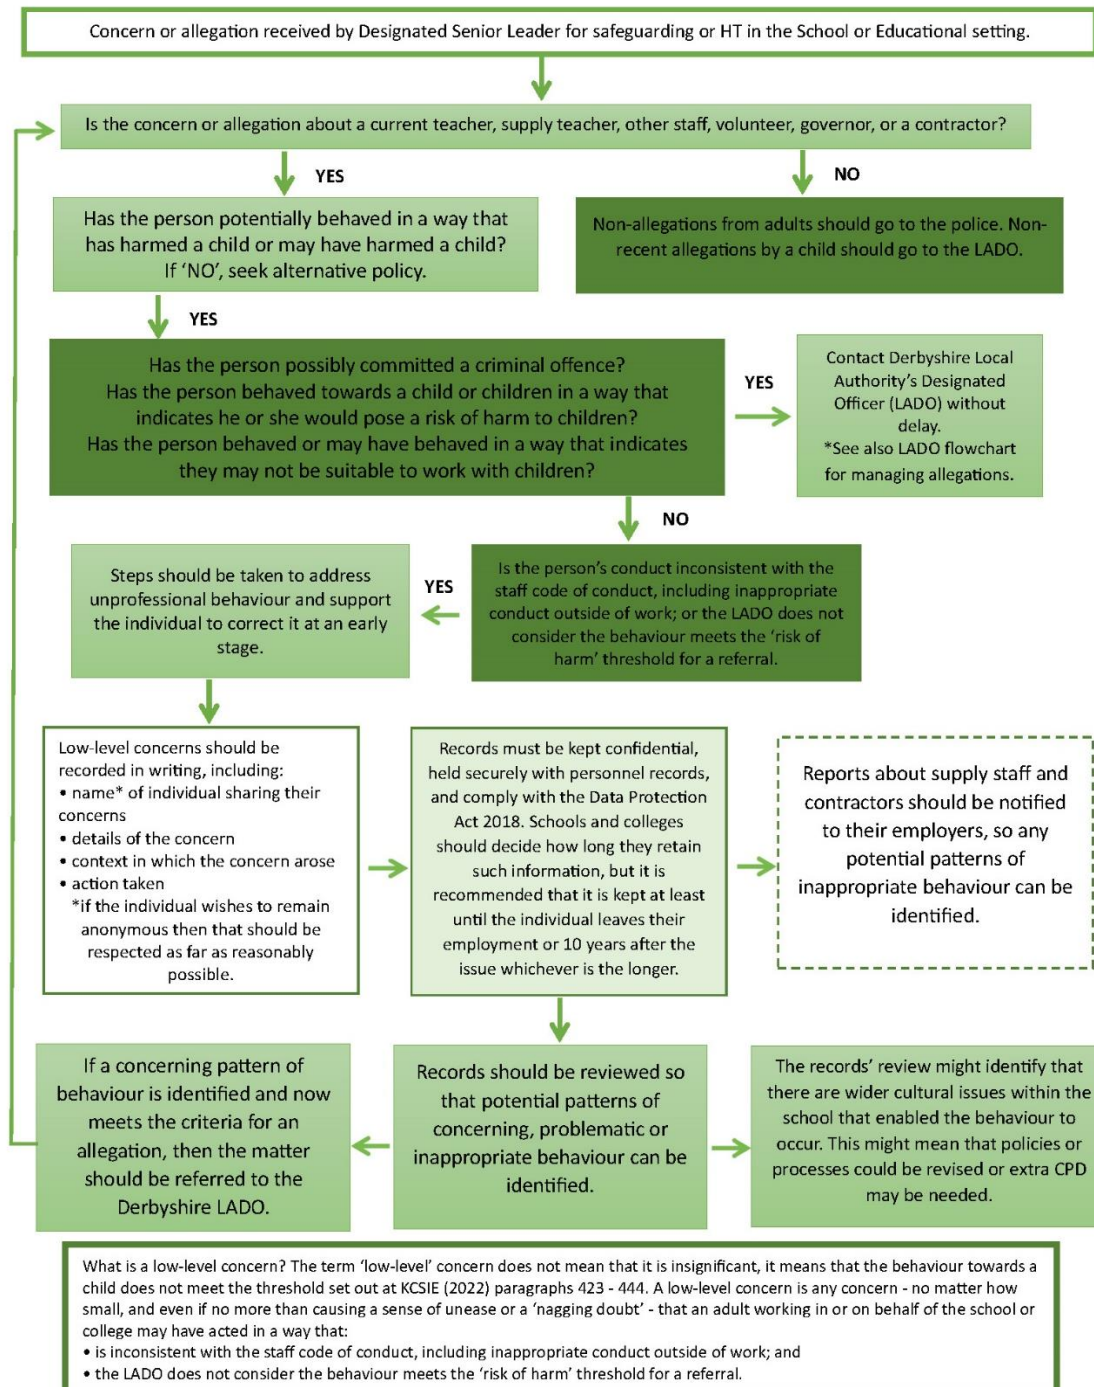 Concern or allegation received by Designated Senior Leader for safeguarding or HT in the School or Educational setting.
Is the concern or allegation about a current teacher, supply teacher, other staff, volunteer, governor, or a contractor?
YES
NO
Has the person potentially behaved in a way that
has harmed a child or may have harmed a child?
If ‘NO’, seek alternative policy.
Non-allegations from adults should go to the police. Non-
recent allegations by a child should go to the LADO.
YES
Has the person possibly committed a criminal offence?
Has the person behaved towards a child or children in a way that
indicates he or she would pose a risk of harm to children?
Has the person behaved or may have behaved in a way that indicates
they may not be suitable to work with children?
YES
Contact Derbyshire Local
Authority’s Designated
Officer (LADO) without
delay.
*See also LADO flowchart
for managing allegations.
NO
Is the person’s conduct inconsistent with the
staff code of conduct, including inappropriate
conduct outside of work; or the LADO does not
consider the behaviour meets the ‘risk of
harm’ threshold for a referral.
YES
Steps should be taken to address
unprofessional behaviour and support
the individual to correct it at an early
stage.
Low-level concerns should be
recorded in writing, including:
• name* of individual sharing their
concerns
• details of the concern
• context in which the concern arose
• action taken
*if the individual wishes to remain
anonymous then that should be
respected as far as reasonably
possible.
Records must be kept confidential,
held securely with personnel records,
and comply with the Data Protection
Act 2018. Schools and colleges
should decide how long they retain
such information, but it is
recommended that it is kept at least
until the individual leaves their
employment or 10 years after the
issue whichever is the longer.
Reports about supply staff and
contractors should be notified
to their employers, so any
potential patterns of
inappropriate behaviour can be
identified.
If a concerning pattern of
behaviour is identified and now
meets the criteria for an
allegation, then the matter
should be referred to the
Derbyshire LADO.
Records should be reviewed so
that potential patterns of
concerning, problematic or
inappropriate behaviour can be
identified.
The records’ review might identify that
there are wider cultural issues within the
school that enabled the behaviour to
occur. This might mean that policies or
processes could be revised or extra CPD
may be needed.
What is a low-level concern? The term ‘low-level’ concern does not mean that it is insignificant, it means that the behaviour towards a
child does not meet the threshold set out at KCSIE (2022) paragraphs 423 - 444. A low-level concern is any concern - no matter how
small, and even if no more than causing a sense of unease or a ‘nagging doubt’ - that an adult working in or on behalf of the school or
college may have acted in a way that:
• is inconsistent with the staff code of conduct, including inappropriate conduct outside of work; and
• the LADO does not consider the behaviour meets the ‘risk of harm’ threshold for a referral.